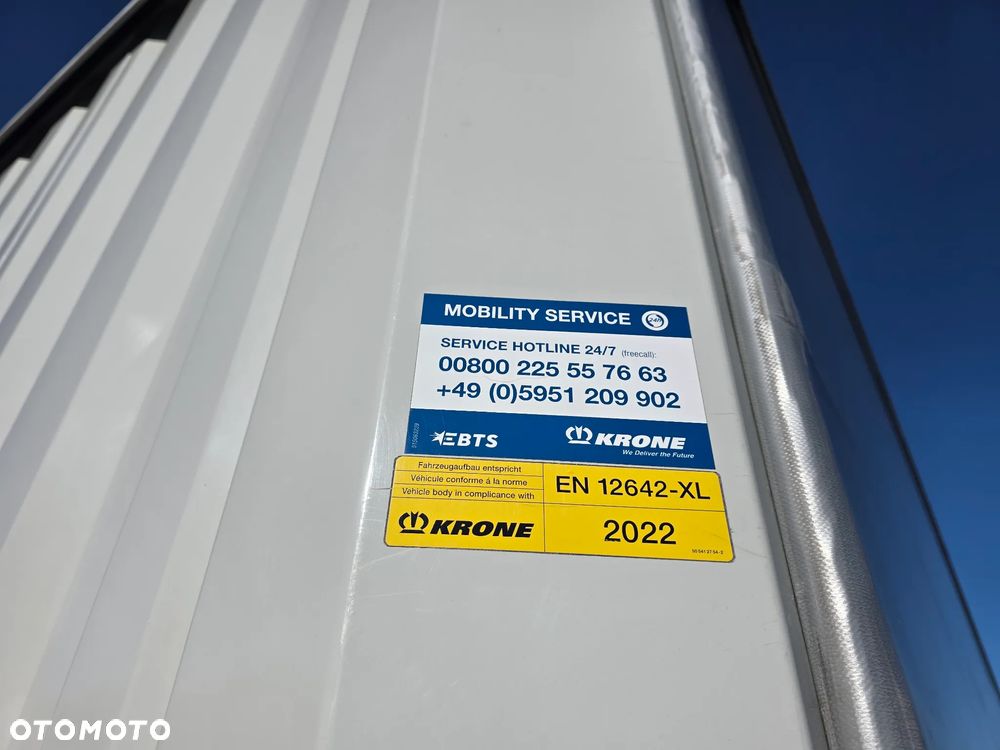 MOBILITY SERVICE 24h
SERVICE HOTLINE 24/7 (freecall):
00800 225 55 76 63
+49 (0)5951 209 902
EBTS KRONE
We Deliver the Future
Fahrzeugaufbau entspricht
Véhicule conforme á la norme
Vehicle body in compliance with
EN 12642-XL
KRONE
2022
OTOMOTO